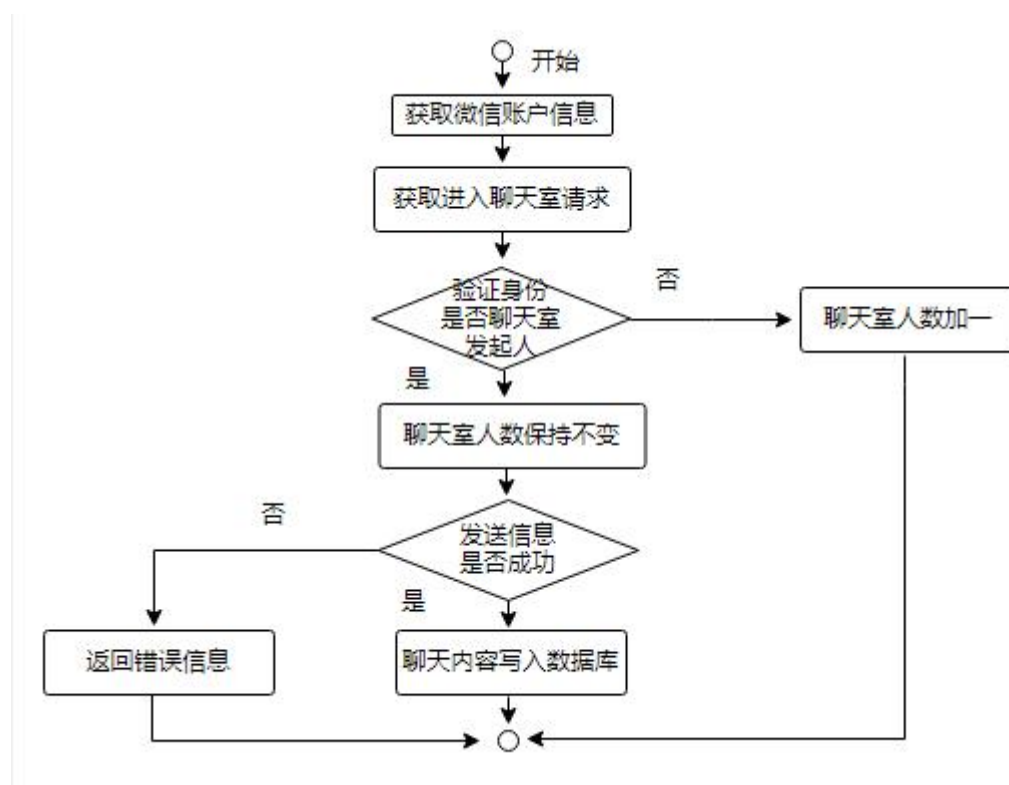 开始
获取微信账户信息
获取进入聊天室请求
验证身份
是否聊天室
发起人
否
聊天室人数加一
是
聊天室人数保持不变
发送信息
是否成功
否
是
返回错误信息
聊天内容写入数据库